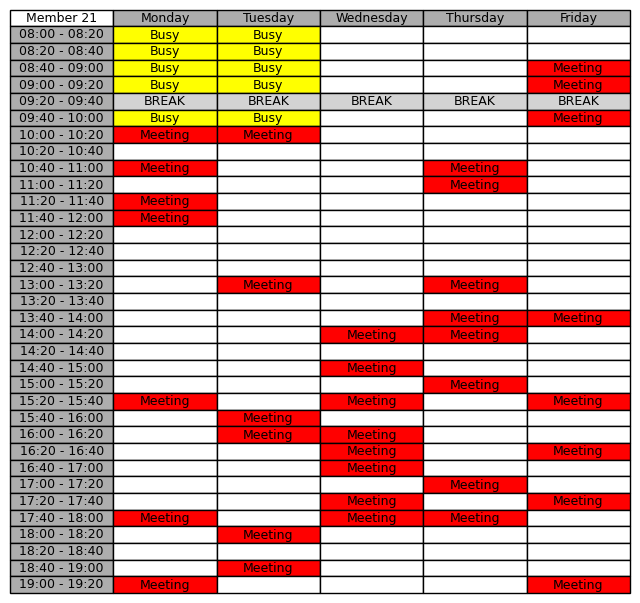 Member 21 Monday Tuesday Wednesday Thursday Friday
08:00 - 08:20 Busy Busy
08:20 - 08:40 Busy Busy
08:40 - 09:00 Busy Busy Meeting
09:00 - 09:20 Busy Busy Meeting
09:20 - 09:40 BREAK BREAK BREAK BREAK BREAK
09:40 - 10:00 Busy Busy Meeting
10:00 - 10:20 Meeting Meeting
10:20 - 10:40
10:40 - 11:00 Meeting Meeting
11:00 - 11:20 Meeting
11:20 - 11:40 Meeting
11:40 - 12:00 Meeting
12:00 - 12:20
12:20 - 12:40
12:40 - 13:00
13:00 - 13:20 Meeting Meeting
13:20 - 13:40
13:40 - 14:00 Meeting Meeting
14:00 - 14:20 Meeting Meeting
14:20 - 14:40
14:40 - 15:00 Meeting
15:00 - 15:20 Meeting
15:20 - 15:40 Meeting Meeting Meeting
15:40 - 16:00 Meeting
16:00 - 16:20 Meeting Meeting
16:20 - 16:40 Meeting Meeting
16:40 - 17:00 Meeting
17:00 - 17:20 Meeting
17:20 - 17:40 Meeting Meeting
17:40 - 18:00 Meeting Meeting Meeting
18:00 - 18:20 Meeting
18:20 - 18:40
18:40 - 19:00 Meeting
19:00 - 19:20 Meeting Meeting